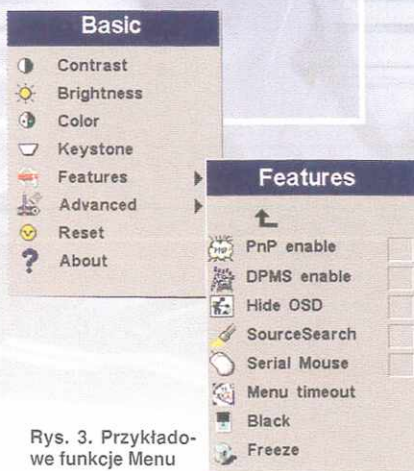 Basic
Contrast
Brightness
Color
Keystone
Features
Advanced
Reset
? About
Features
PnP enable
DPMS enable
Hide OSD
SourceSearch
Serial Mouse
Menu timeout
Black
Freeze
Rys. 3. Przykłado-
we funkcje Menu